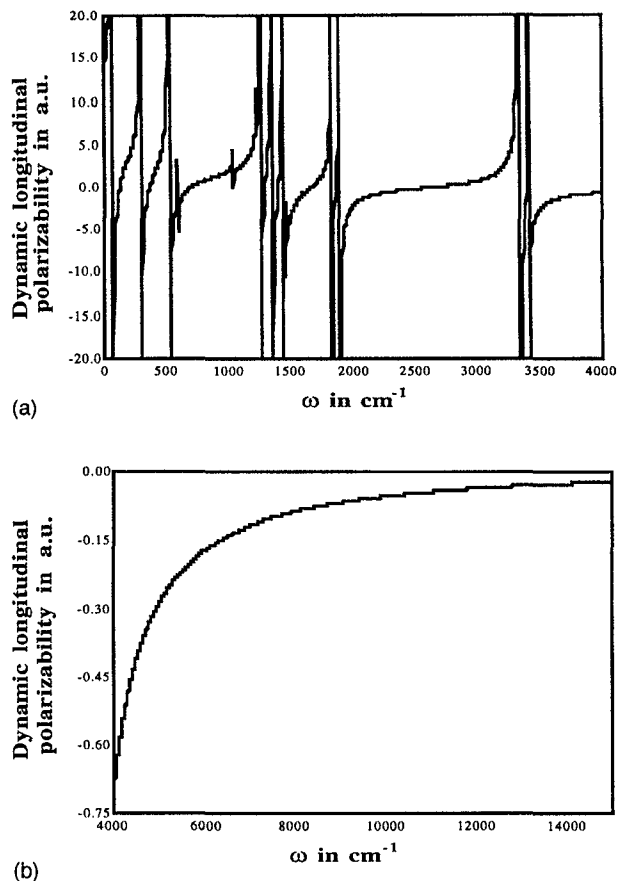 Dynamic longitudinal
polarizability in a.u.
20.0
15.0
10.0
5.0
0.0
-5.0
-10.0
-15.0
-20.0
0 500 1000 1500 2000 2500 3000 3500 4000
ω in cm-1
(a)
Dynamic longitudinal
polarizability in a.u.
0.00
-0.15
-0.30
-0.45
-0.60
-0.75
4000 6000 8000 10000 12000 14000
ω in cm-1
(b)